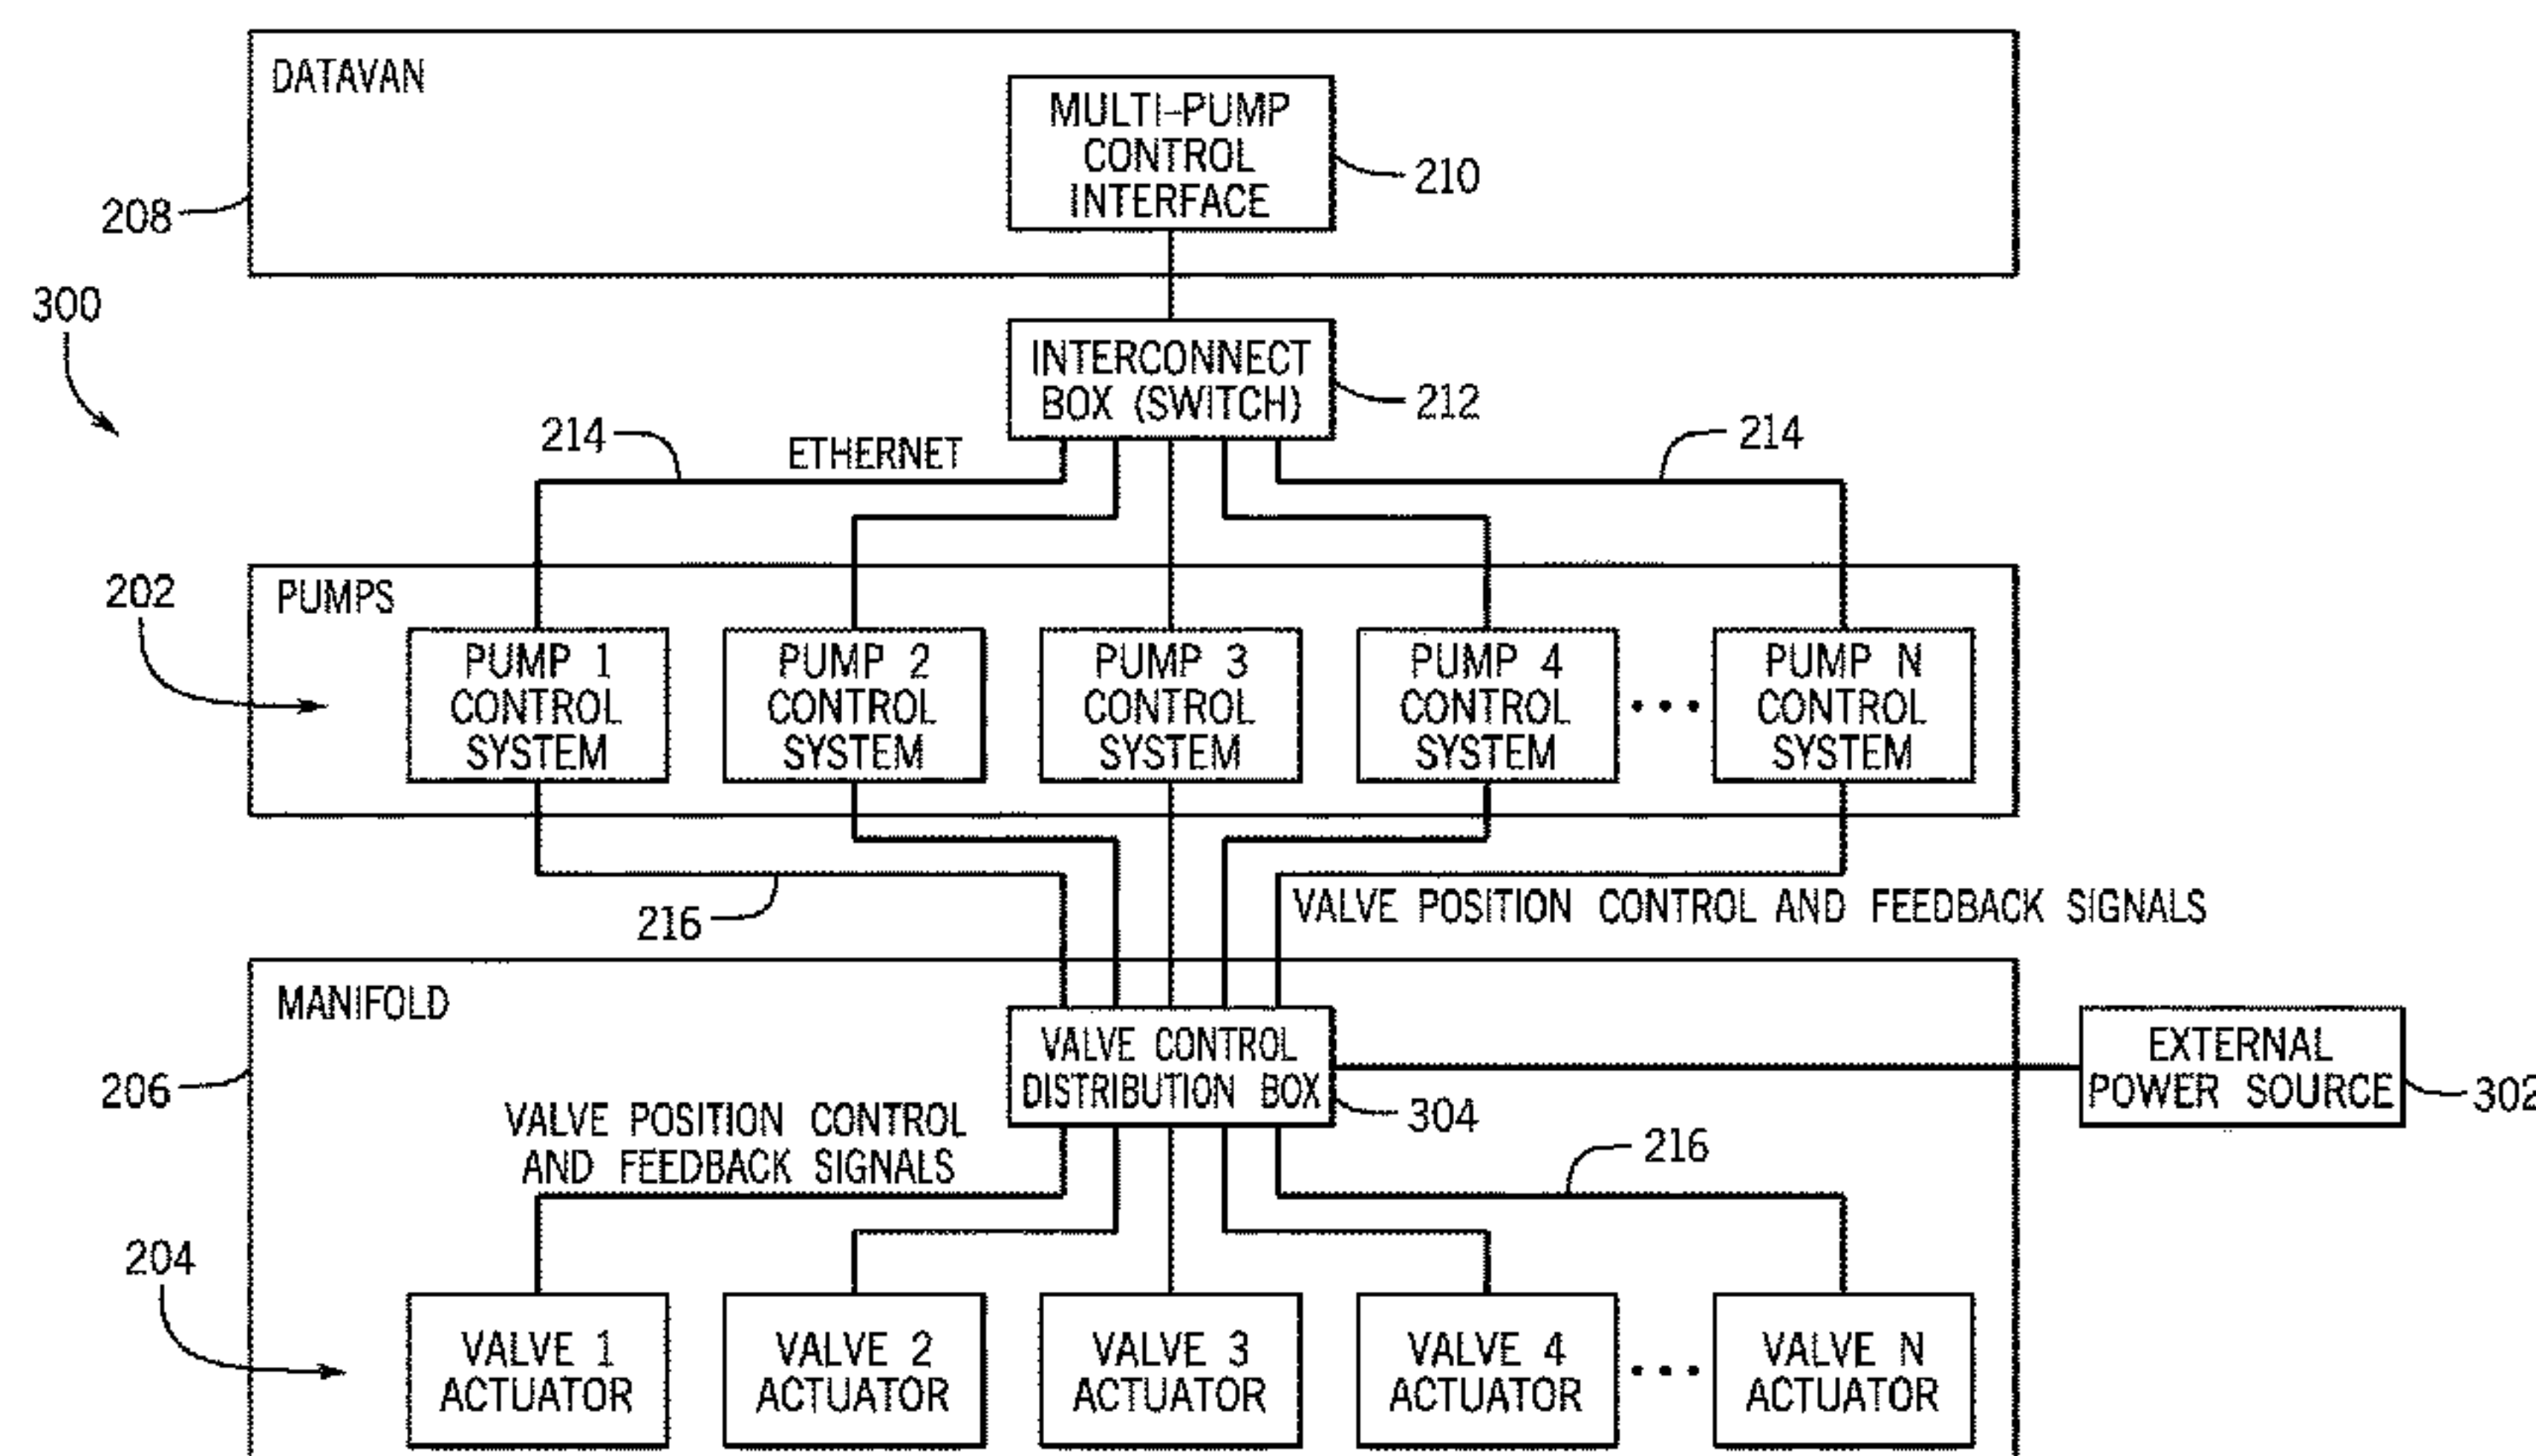 DATAVAN
MULTI-PUMP
CONTROL
INTERFACE
210
208
300
INTERCONNECT
BOX (SWITCH)
212
214
ETHERNET
214
202
PUMPS
PUMP 1
CONTROL
SYSTEM
PUMP 2
CONTROL
SYSTEM
PUMP 3
CONTROL
SYSTEM
PUMP 4
CONTROL
SYSTEM
...
PUMP N
CONTROL
SYSTEM
216
VALVE POSITION CONTROL AND FEEDBACK SIGNALS
MANIFOLD
206
VALVE CONTROL
DISTRIBUTION BOX
304
EXTERNAL
POWER SOURCE
302
VALVE POSITION CONTROL
AND FEEDBACK SIGNALS
216
204
VALVE 1
ACTUATOR
VALVE 2
ACTUATOR
VALVE 3
ACTUATOR
VALVE 4
ACTUATOR
...
VALVE N
ACTUATOR